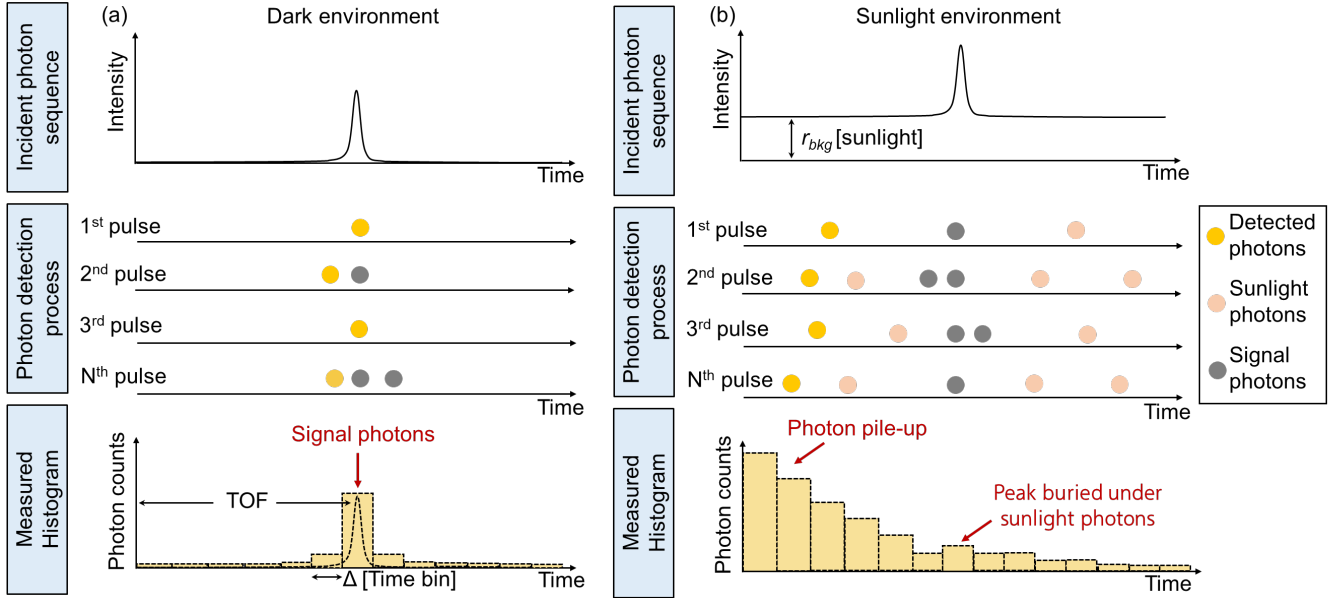 (a) Dark environment
Incident photon
sequence
Intensity
Time
Photon detection
process
1st pulse
2nd pulse
3rd pulse
Nth pulse
Time
Measured
Histogram
Photon counts
Signal photons
TOF
Δ [Time bin]
Time
(b) Sunlight environment
Incident photon
sequence
Intensity
r_bkg [sunlight]
Time
Photon detection
process
1st pulse
2nd pulse
3rd pulse
Nth pulse
Time
Measured
Histogram
Photon counts
Photon pile-up
Peak buried under
sunlight photons
Time
Detected
photons
Sunlight
photons
Signal
photons